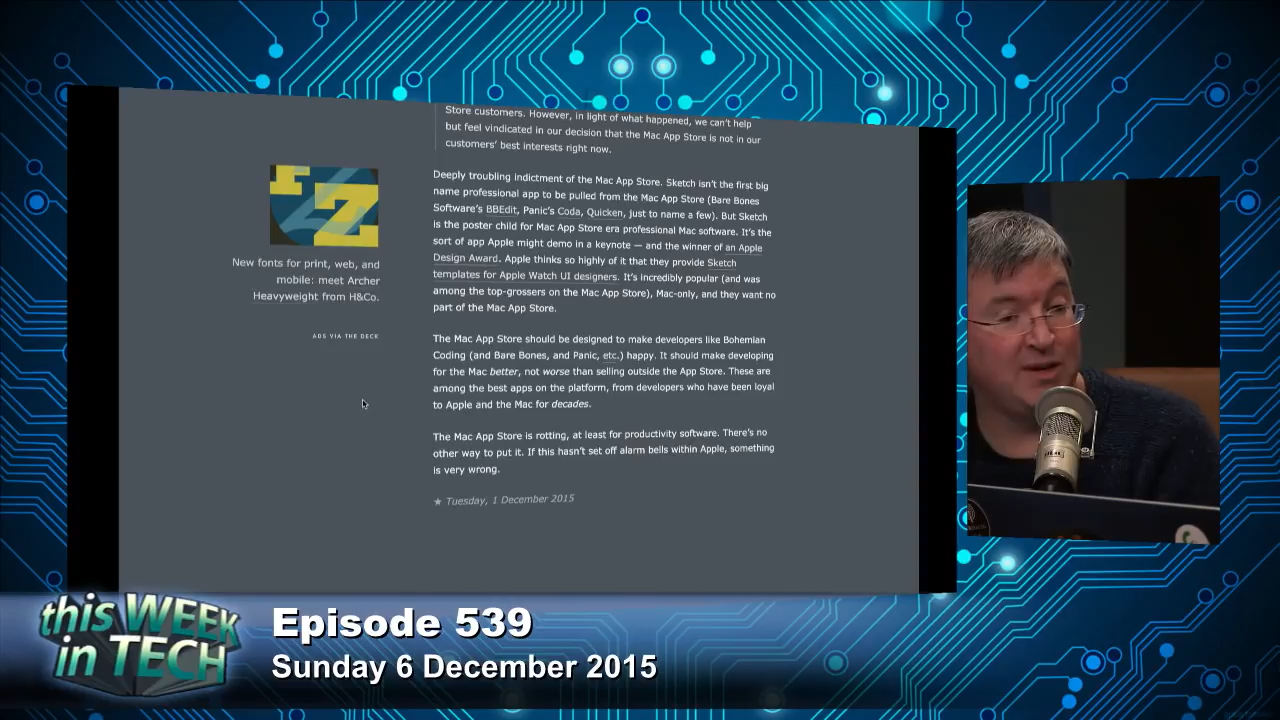 Store customers. However, in light of what happened, we can't help
but feel vindicated in our decision that the Mac App Store is not in our
customers' best interests right now.
Deeply troubling indictment of the Mac App Store. Sketch isn't the first big
name professional app to be pulled from the Mac App Store (Bare Bones
Software's BBEdit, Panic's Coda, Quicken, just to name a few). But Sketch
is the poster child for Mac App Store era professional Mac software. It's the
sort of app Apple might demo in a keynote — and the winner of an Apple
Design Award. Apple thinks so highly of it that they provide Sketch
templates for Apple Watch UI designers. It's incredibly popular (and was
among the top-grossers on the Mac App Store), Mac-only, and they want no
part of the Mac App Store.
The Mac App Store should be designed to make developers like Bohemian
Coding (and Bare Bones, and Panic, etc.) happy. It should make developing
for the Mac better, not worse than selling outside the App Store. These are
among the best apps on the platform, from developers who have been loyal
to Apple and the Mac for decades.
The Mac App Store is rotting, at least for productivity software. There's no
other way to put it. If this hasn't set off alarm bells within Apple, something
is very wrong.
★ Tuesday, 1 December 2015
FZ
New fonts for print, web, and
mobile: meet Archer
Heavyweight from H&Co.
ADS VIA THE DECK
this WEEK
in TECH
Episode 539
Sunday 6 December 2015